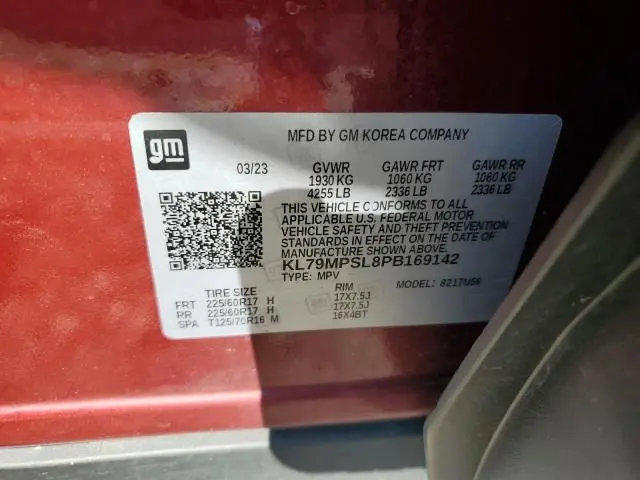 gm
MFD BY GM KOREA COMPANY
03/23 GVWR GAWR FRT GAWR RR
1930 KG 1060 KG 1060 KG
4255 LB 2336 LB 2336 LB
THIS VEHICLE CONFORMS TO ALL
APPLICABLE U.S. FEDERAL MOTOR
VEHICLE SAFETY AND THEFT PREVENTION
STANDARDS IN EFFECT ON THE DATE OF
MANUFACTURE SHOWN ABOVE.
KL79MPSL8PB169142
TYPE: MPV MODEL:
TIRE SIZE RIM
FRT 225/60R17 H 17X7.5J
RR 225/60R17 H 17X7.5J
SPA T125/70R16 M 16X4BT